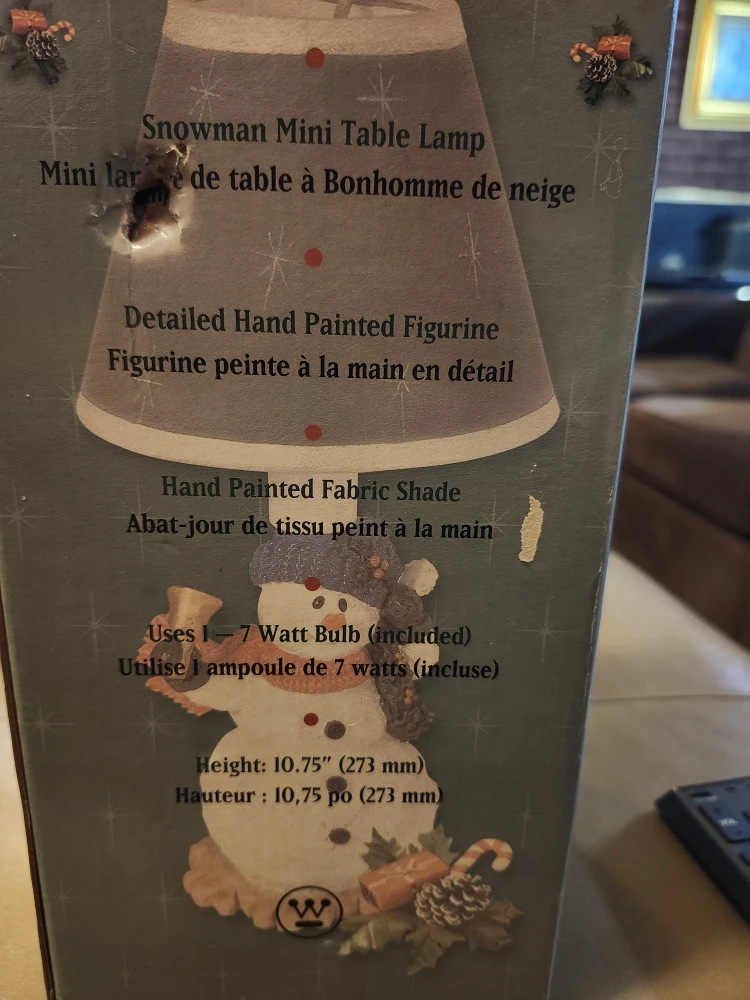 Snowman Mini Table Lamp
Mini de table à Bonhomme de neige
Detailed Hand Painted Figurine
Figurine peinte à la main en détail
Hand Painted Fabric Shade
Abat-jour de tissu peint à la main
Uses 1 – 7 Watt Bulb (included)
Utilise 1 ampoule de 7 watts (incluse)
Height: 10.75" (273 mm)
Hauteur : 10,75 po (273 mm)
W